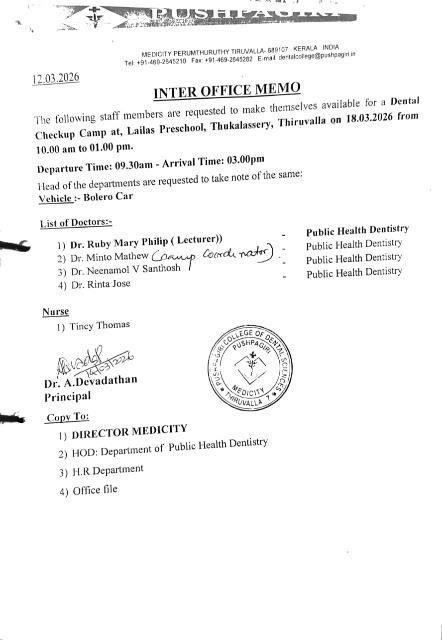 PUSHPAGIRI
MEDICITY PERUMTHURUTHY TIRUVALLA- 689107 KERALA INDIA
Tel: +91-469-2645210 Fax: +91-469-2645282 E-mail dentalcollege@pushpagiri.in
12.03.2026
INTER OFFICE MEMO
The following staff members are requested to make themselves available for a Dental
Checkup Camp at, Lailas Preschool, Thukalassery, Thiruvalla on 18.03.2026 from
10.00 am to 01.00 pm.
Departure Time: 09.30am - Arrival Time: 03.00pm
Head of the departments are requested to take note of the same:
Vehicle :- Bolero Car
List of Doctors:-
1) Dr. Ruby Mary Philip ( Lecturer)) - Public Health Dentistry
2) Dr. Minto Mathew (camp coordinator) - Public Health Dentistry
3) Dr. Neenamol V Santhosh - Public Health Dentistry
4) Dr. Rinta Jose - Public Health Dentistry
Nurse
1) Tincy Thomas
Dr. A.Devadathan
Principal
PUSHPAGIRI COLLEGE OF DENTAL SCIENCES
PUSHPAGIRI
MEDICITY
THIRUVALLA
Copy To:
1) DIRECTOR MEDICITY
2) HOD: Department of Public Health Dentistry
3) H.R Department
4) Office file